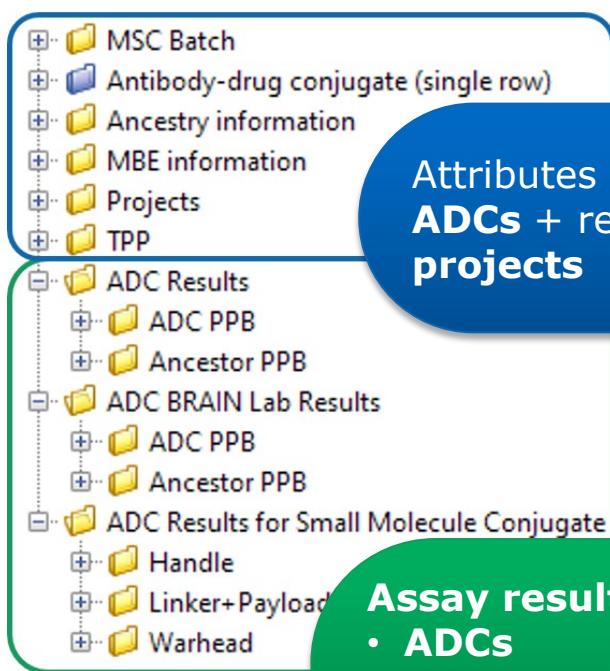 MSC Batch
Antibody-drug conjugate (single row)
Ancestry information
MBE information
Projects
TPP
Attributes
ADCs + re
projects
ADC Results
ADC PPB
Ancestor PPB
ADC BRAIN Lab Results
ADC PPB
Ancestor PPB
ADC Results for Small Molecule Conjugate
Handle
Linker+Payload
Warhead
Assay result
• ADCs